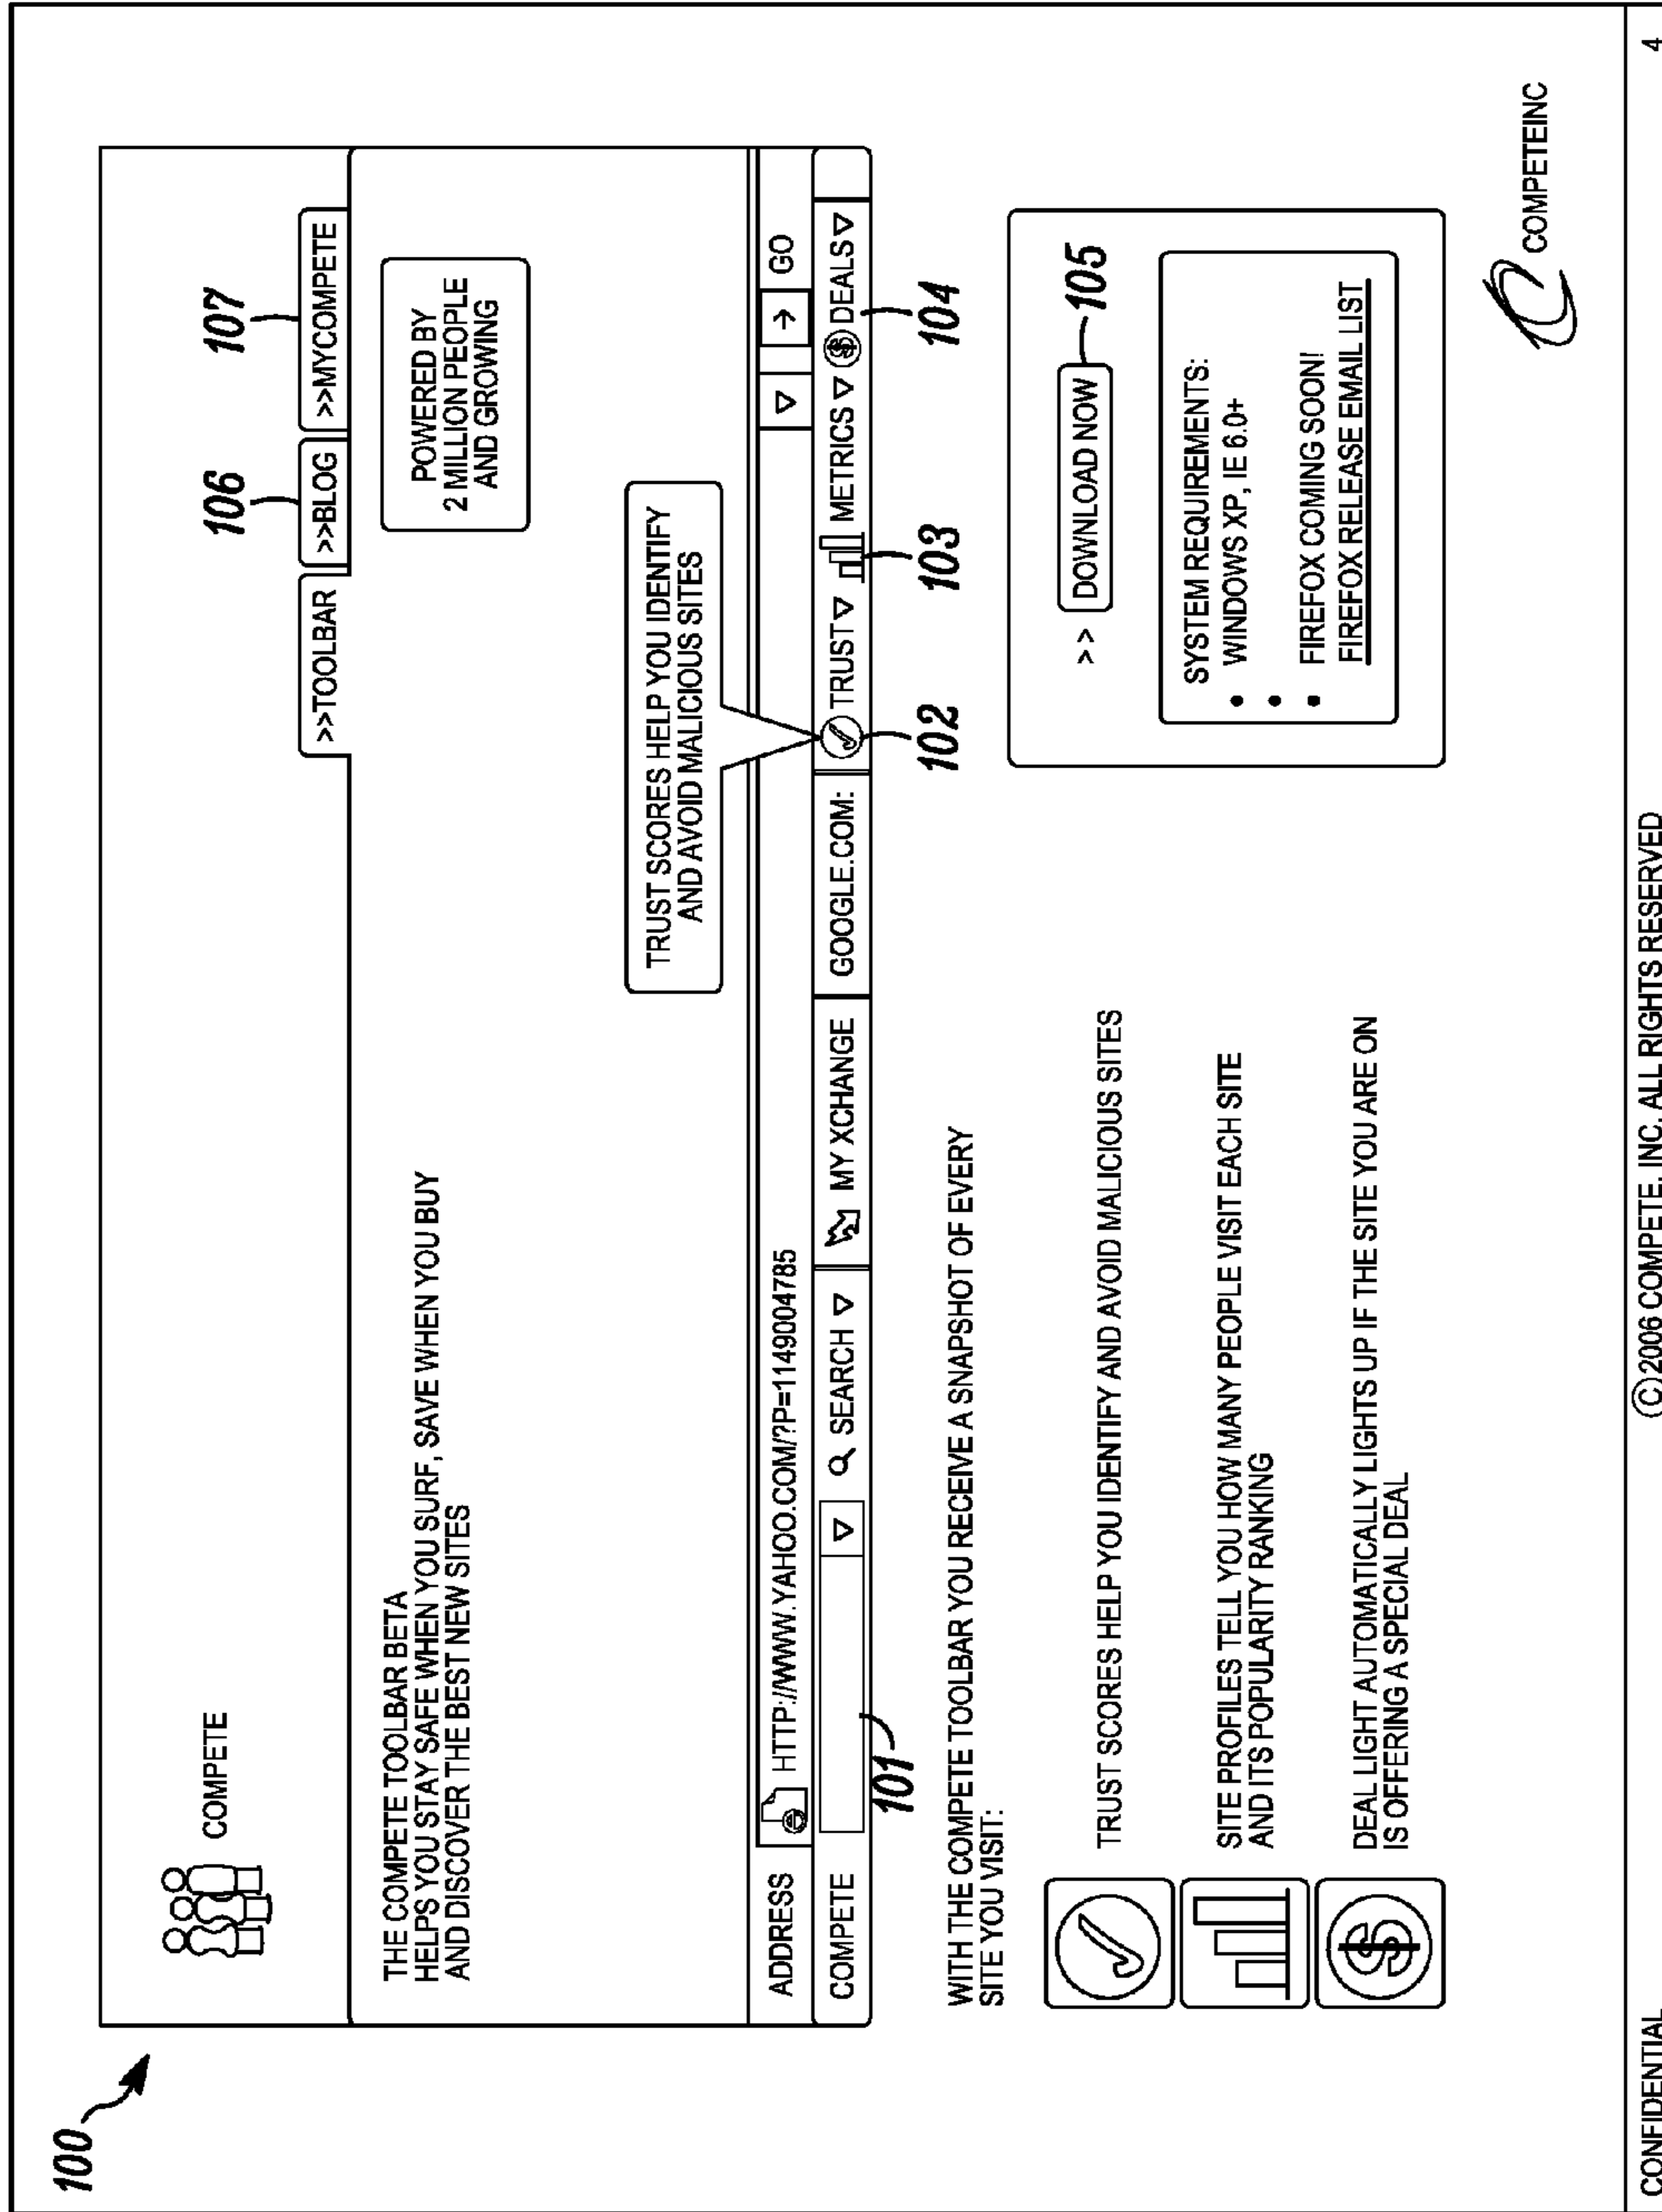 100
107
106
COMPETE
>>TOOLBAR
>>BLOG
>>MYCOMPETE
THE COMPETE TOOLBAR BETA
HELPS YOU STAY SAFE WHEN YOU SURF, SAVE WHEN YOU BUY
AND DISCOVER THE BEST NEW SITES
POWERED BY
2 MILLION PEOPLE
AND GROWING
TRUST SCORES HELP YOU IDENTIFY
AND AVOID MALICIOUS SITES
ADDRESS HTTP://WWW.YAHOO.COM/?P=1149004785 GO
COMPETE SEARCH MY XCHANGE GOOGLE.COM: TRUST METRICS $ DEALS
101
102
103
104
WITH THE COMPETE TOOLBAR YOU RECEIVE A SNAPSHOT OF EVERY
SITE YOU VISIT:
TRUST SCORES HELP YOU IDENTIFY AND AVOID MALICIOUS SITES
SITE PROFILES TELL YOU HOW MANY PEOPLE VISIT EACH SITE
AND ITS POPULARITY RANKING
$
DEAL LIGHT AUTOMATICALLY LIGHTS UP IF THE SITE YOU ARE ON
IS OFFERING A SPECIAL DEAL
>> DOWNLOAD NOW
105
SYSTEM REQUIREMENTS:
• WINDOWS XP, IE 6.0+
•
• FIREFOX COMING SOON!
FIREFOX RELEASE EMAIL LIST
COMPETEINC
CONFIDENTIAL
©2006 COMPETE, INC. ALL RIGHTS RESERVED
4